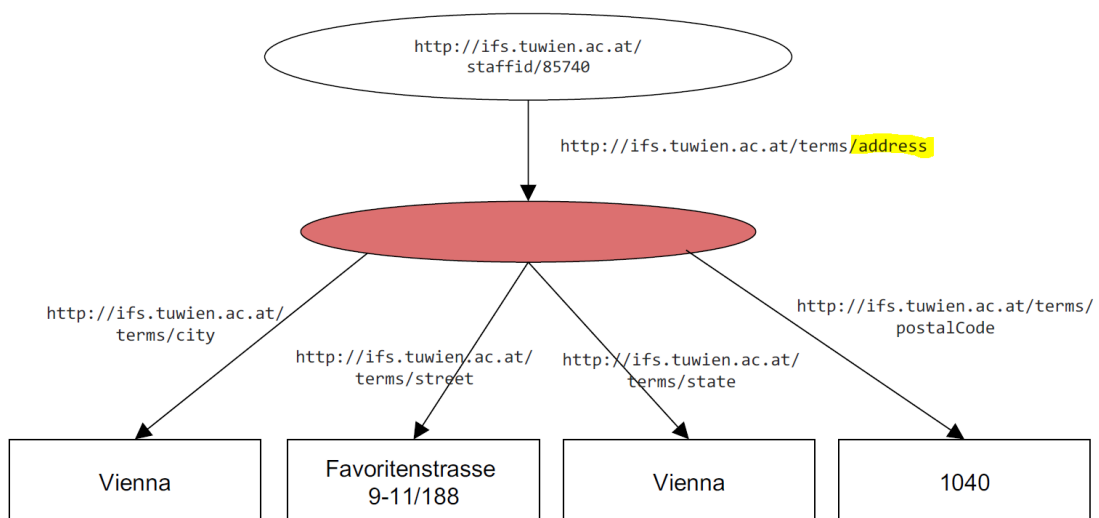 http://ifs.tuwien.ac.at/
staffid/85740
http://ifs.tuwien.ac.at/terms/address
http://ifs.tuwien.ac.at/
terms/city
http://ifs.tuwien.ac.at/
terms/street
http://ifs.tuwien.ac.at/
terms/state
http://ifs.tuwien.ac.at/terms/
postalCode
Vienna
Favoritenstrasse
9-11/188
Vienna
1040